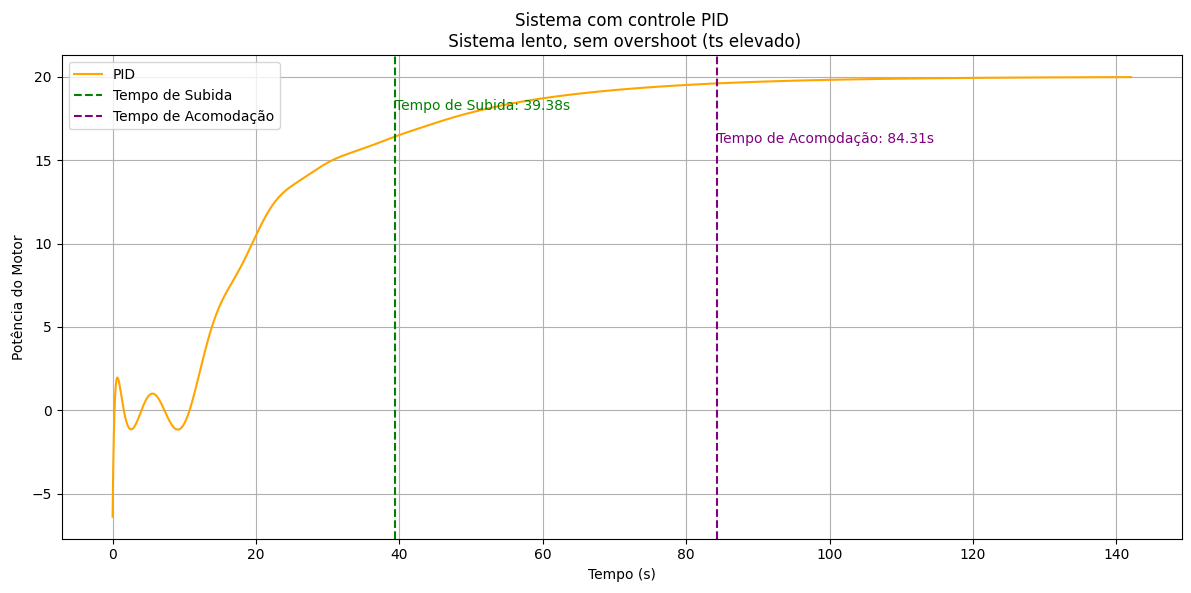 Sistema com controle PID
Sistema lento, sem overshoot (ts elevado)
PID
Tempo de Subida
Tempo de Acomodação
Tempo de Subida: 39.38s
Tempo de Acomodação: 84.31s
Potência do Motor
20
15
10
5
0
−5
0 20 40 60 80 100 120 140
Tempo (s)